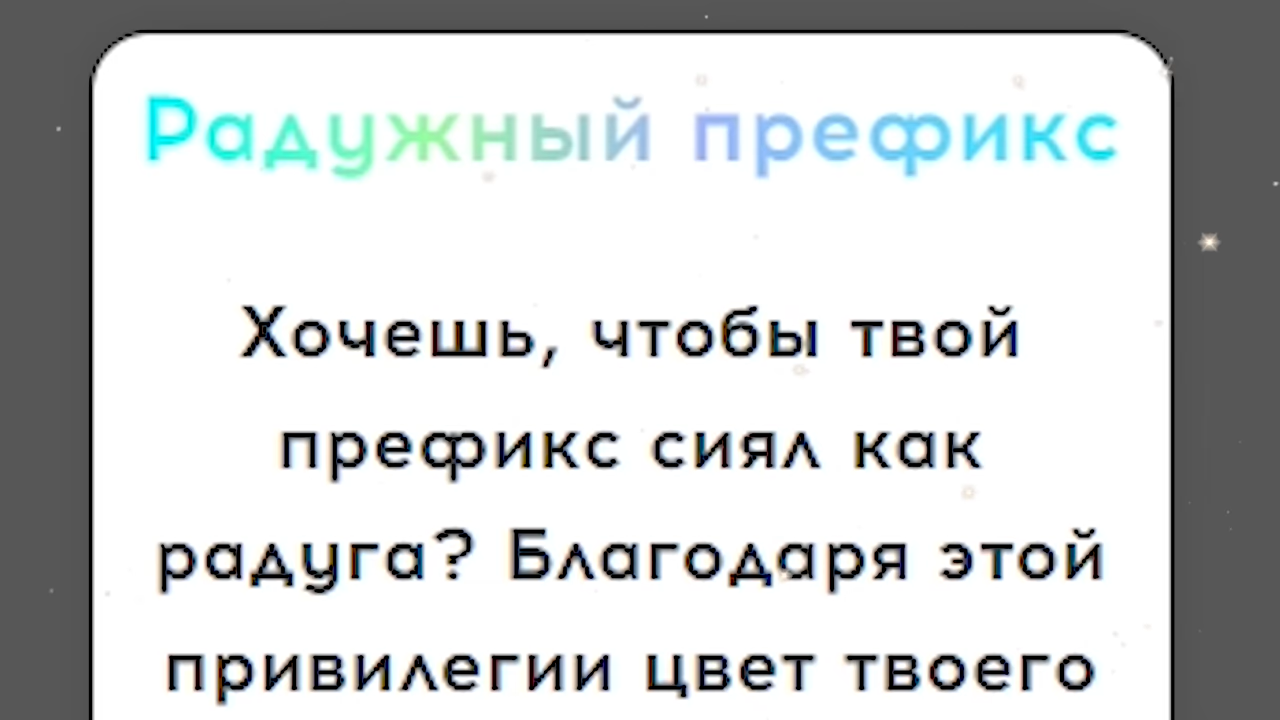 Радужный префикс
Хочешь, чтобы твой
префикс сиял как
радуга? Благодаря этой
привилегии цвет твоего